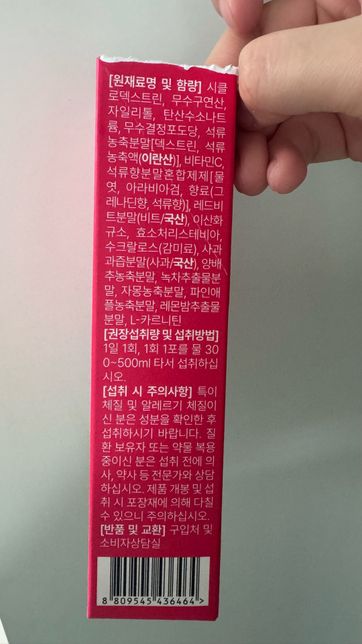 [원재료명 및 함량] 시클
로덱스트린, 무수구연산,
자일리톨, 탄산수소나트
륨, 무수결정포도당, 석류
농축분말[덱스트린, 석류
농축액(이란산)], 비타민C,
석류향분말혼합제제[물
엿, 아라비아검, 향료(그
레나딘향, 석류향)], 레드비
트분말(비트/국산), 이산화
규소, 효소처리스테비아,
수크랄로스(감미료), 사과
과즙분말(사과/국산), 양배
추농축분말, 녹차추출물분
말, 자몽농축분말, 파인애
플농축분말, 레몬밤추출물
분말, L-카르니틴
[권장섭취량 및 섭취방법]
1일 1회, 1회 1포를 물 30
0~500ml 타서 섭취하십
시오.
[섭취 시 주의사항] 특이
체질 및 알레르기 체질이
신 분은 성분을 확인한 후
섭취하시기 바랍니다. 질
환 보유자 또는 약물 복용
중이신 분은 섭취 전에 의
사, 약사 등 전문가와 상담
하십시오. 제품 개봉 및 섭
취 시 포장재에 의해 다칠
수 있으니 주의하십시오.
[반품 및 교환] 구입처 및
소비자상담실
8 809545 436464 >